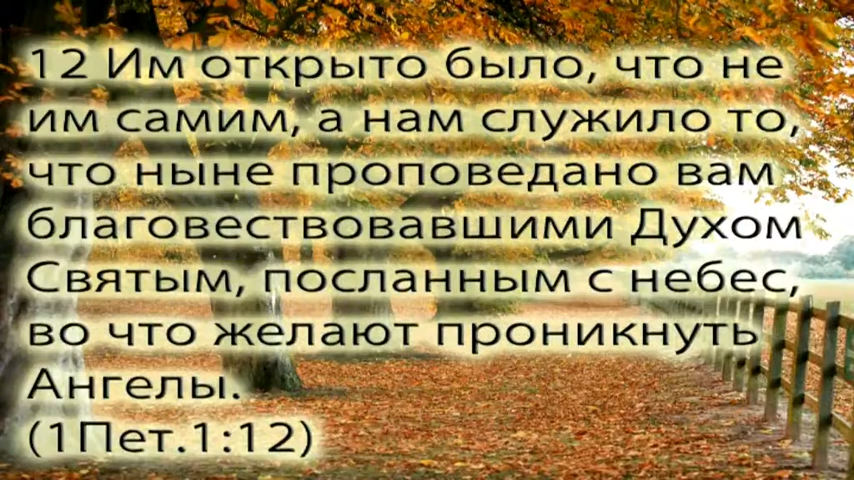 12 Им открыто было, что не
им самим, а нам служило то,
что ныне проповедано вам
благовествовавшими Духом
Святым, посланным с небес,
во что желают проникнуть
Ангелы.
(1Пет.1:12)